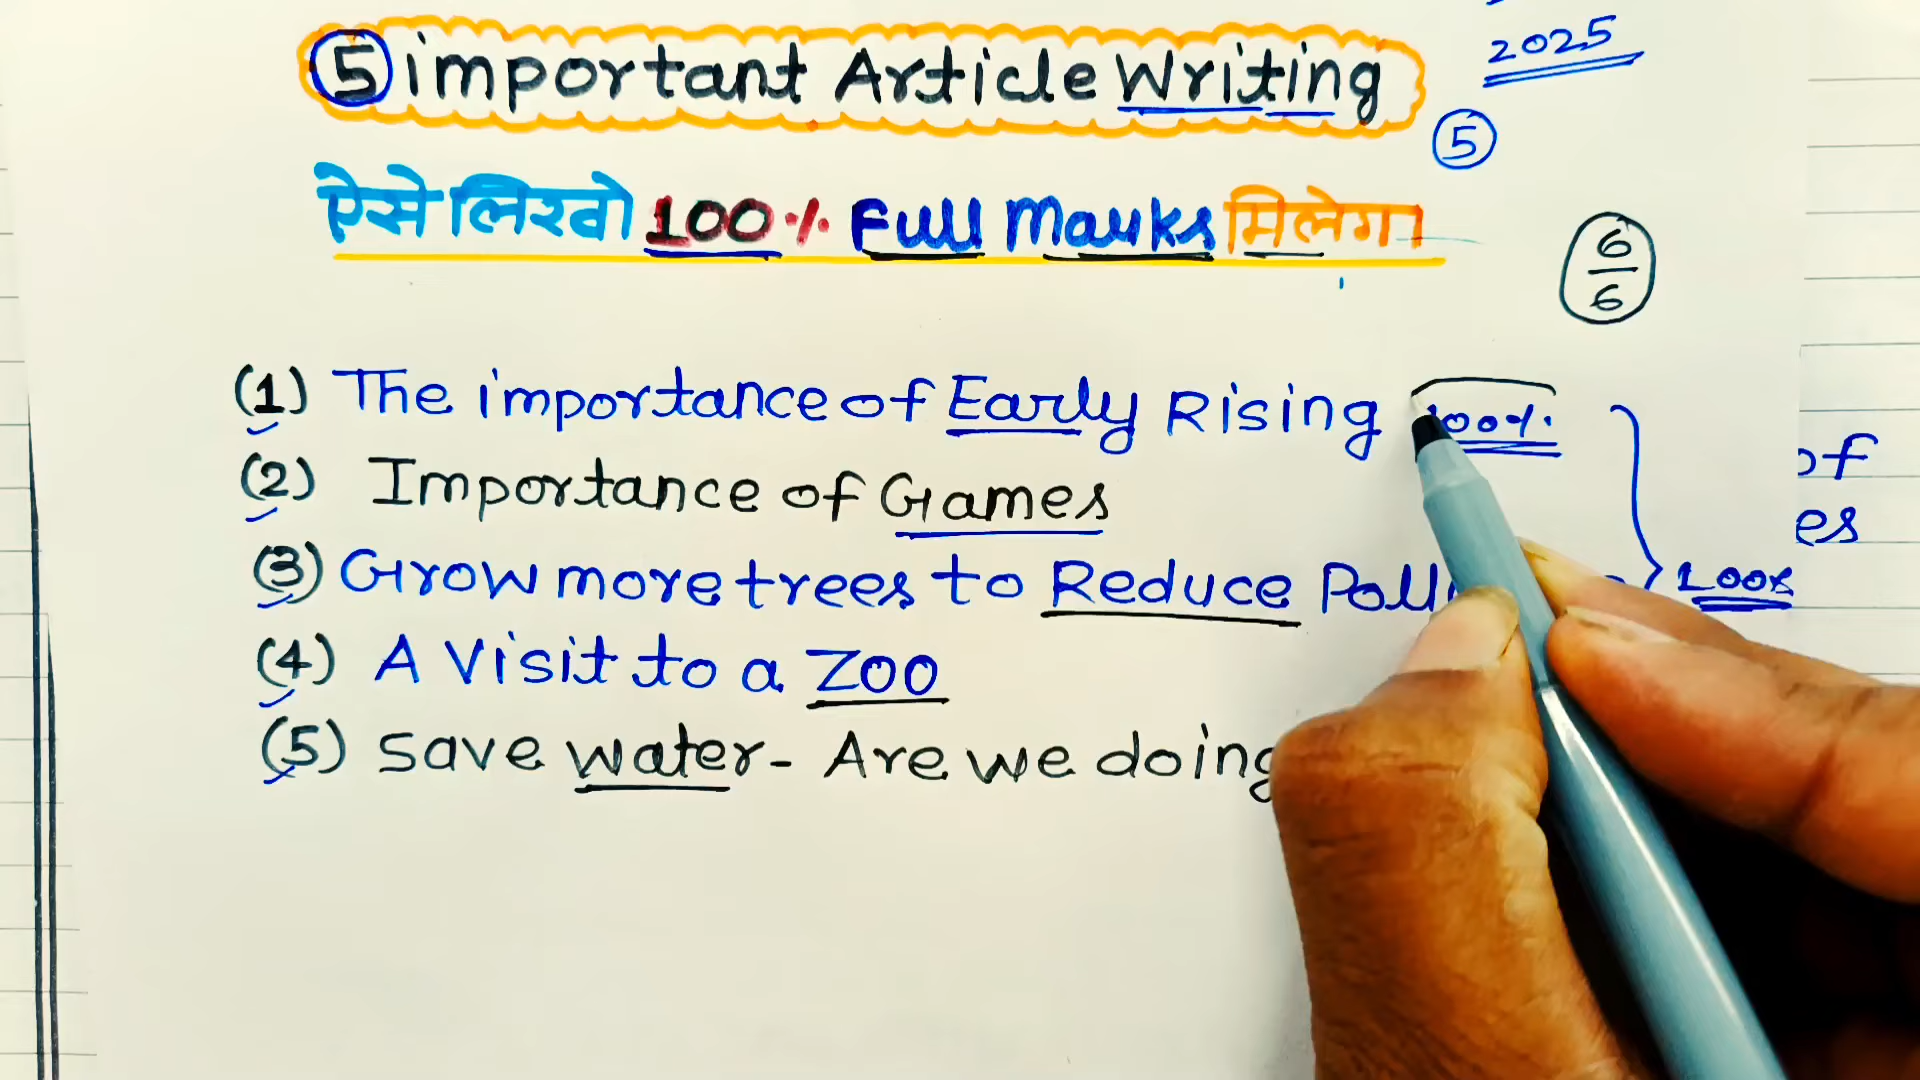 2025
5 important Article Writing
5
ऐसे लिखो 100% Full Marks मिलेगा
6
6
(1) The importance of Early Rising 100%
(2) Importance of Games
(3) Grow more trees to Reduce
100%
(4) A Visit to a Zoo
(5) Save water - Are we doing
of